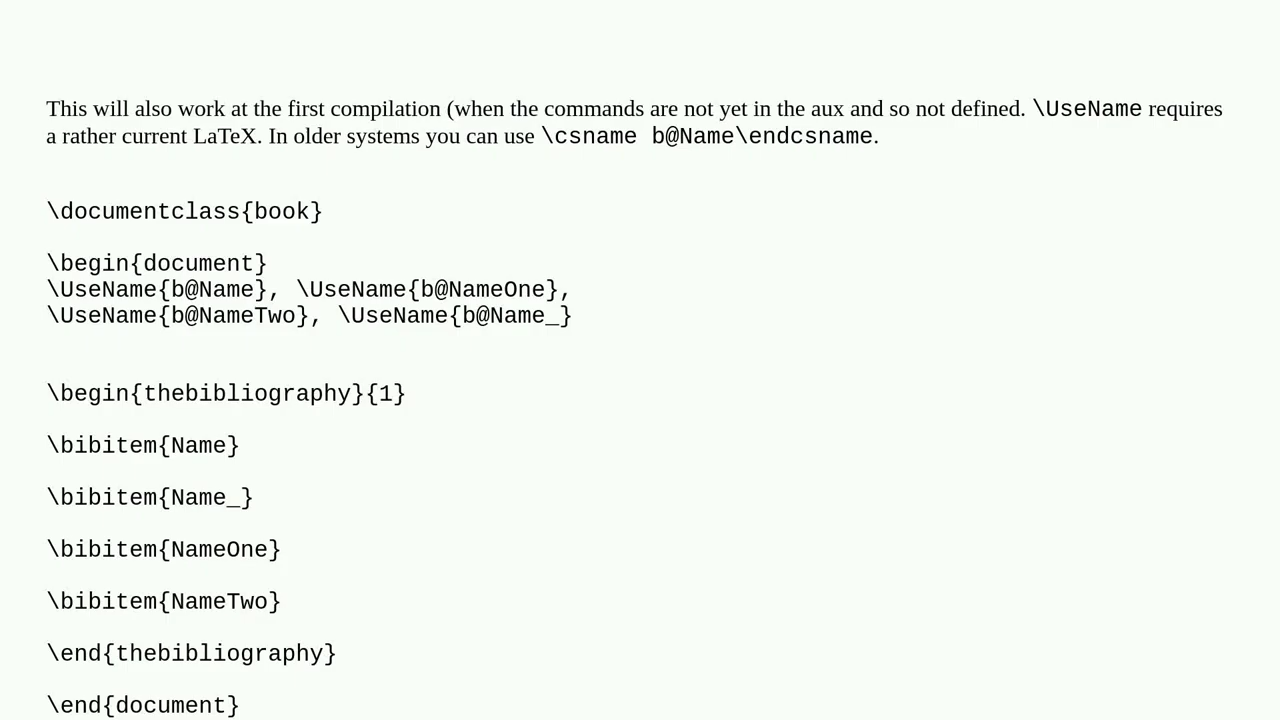 This will also work at the first compilation (when the commands are not yet in the aux and so not defined. \UseName requires
a rather current LaTeX. In older systems you can use \csname b@Name\endcsname.
\documentclass{book}
\begin{document}
\UseName{b@Name}, \UseName{b@NameOne},
\UseName{b@NameTwo}, \UseName{b@Name_}
\begin{thebibliography}{1}
\bibitem{Name}
\bibitem{Name_}
\bibitem{NameOne}
\bibitem{NameTwo}
\end{thebibliography}
\end{document}